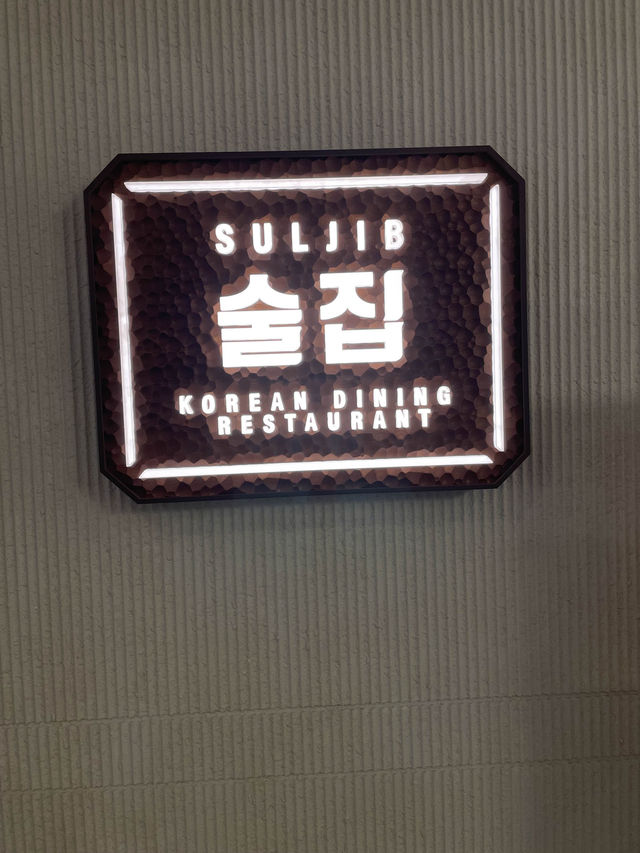 SULJIB
술집
KOREAN DINING
RESTAURANT